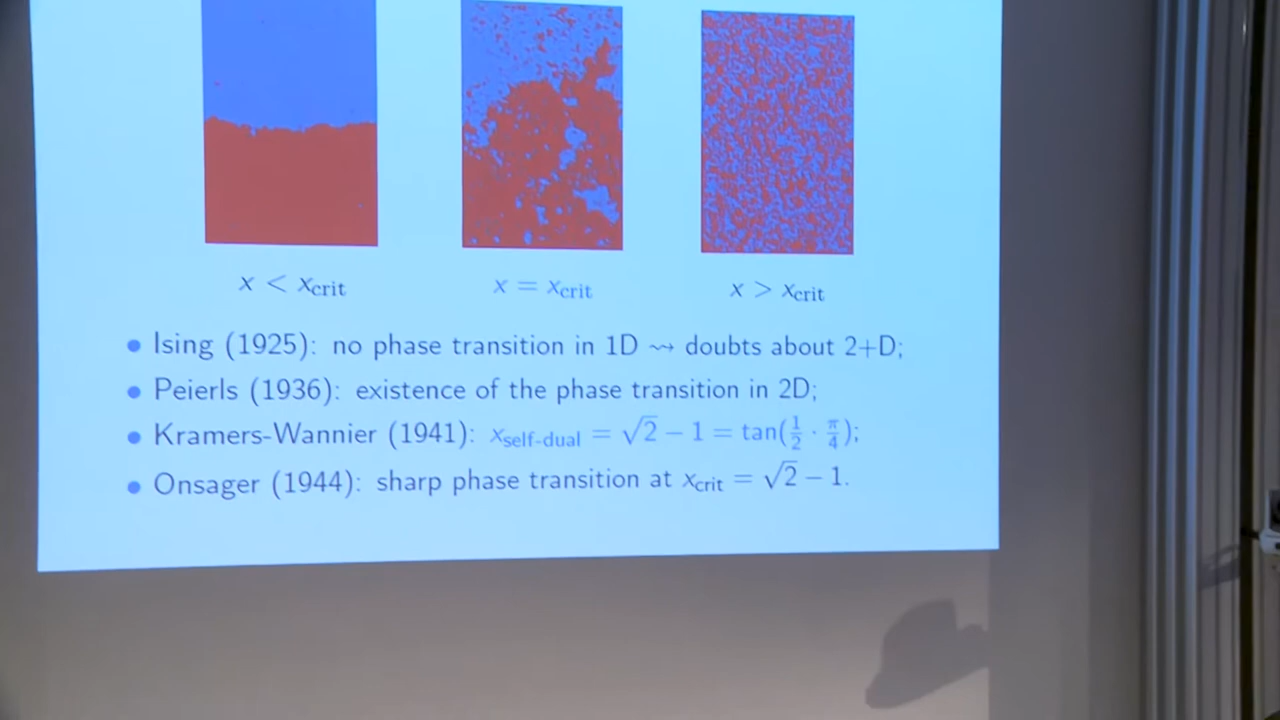 x < x_crit
x = x_crit
x > x_crit
• Ising (1925): no phase transition in 1D ⇝ doubts about 2+D;
• Peierls (1936): existence of the phase transition in 2D;
• Kramers-Wannier (1941): x_self-dual = √2 − 1 = tan(½ · π/4);
• Onsager (1944): sharp phase transition at x_crit = √2 − 1.